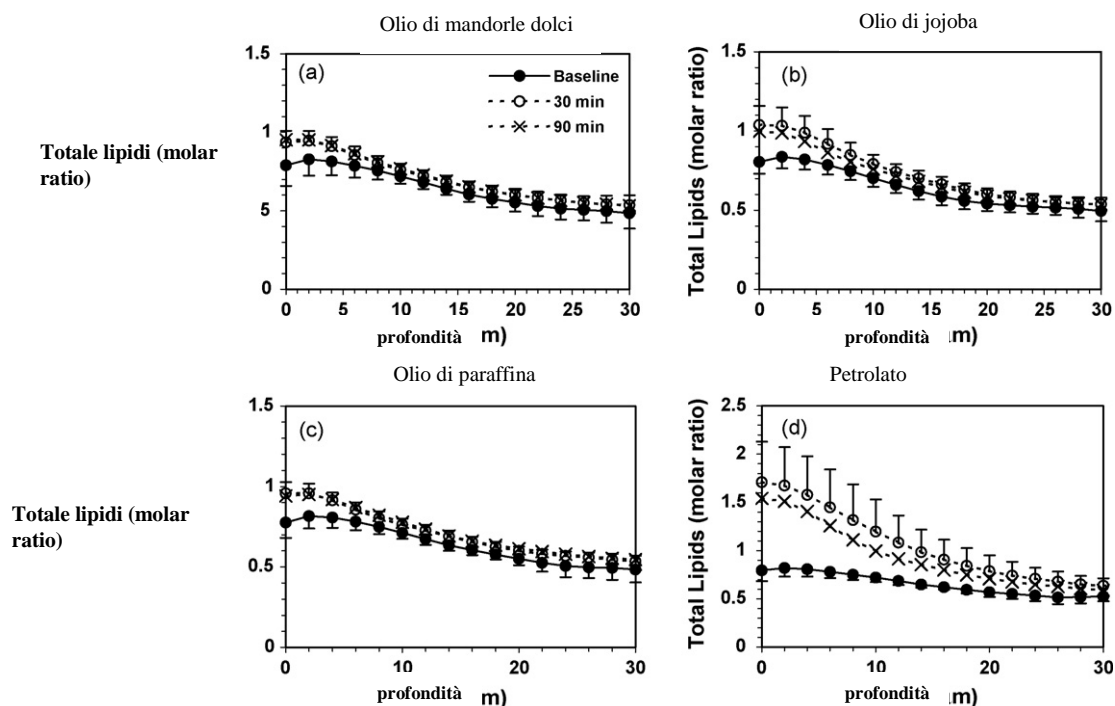 Olio di mandorle dolci
Olio di jojoba
1.5
(a)
Baseline
30 min
90 min
1
5
0
0 5 10 15 20 25 30
profondità m)
Totale lipidi (molar
ratio)
1.5
(b)
1
0.5
0
0 5 10 15 20 25 30
Total Lipids (molar ratio)
profondità m)
Olio di paraffina
Petrolato
1.5
(c)
1
0.5
0
0 10 20 30
profondità m)
Totale lipidi (molar
ratio)
2.5
(d)
2
1.5
1
0.5
0
0 10 20 30
Total Lipids (molar ratio)
profondità m)